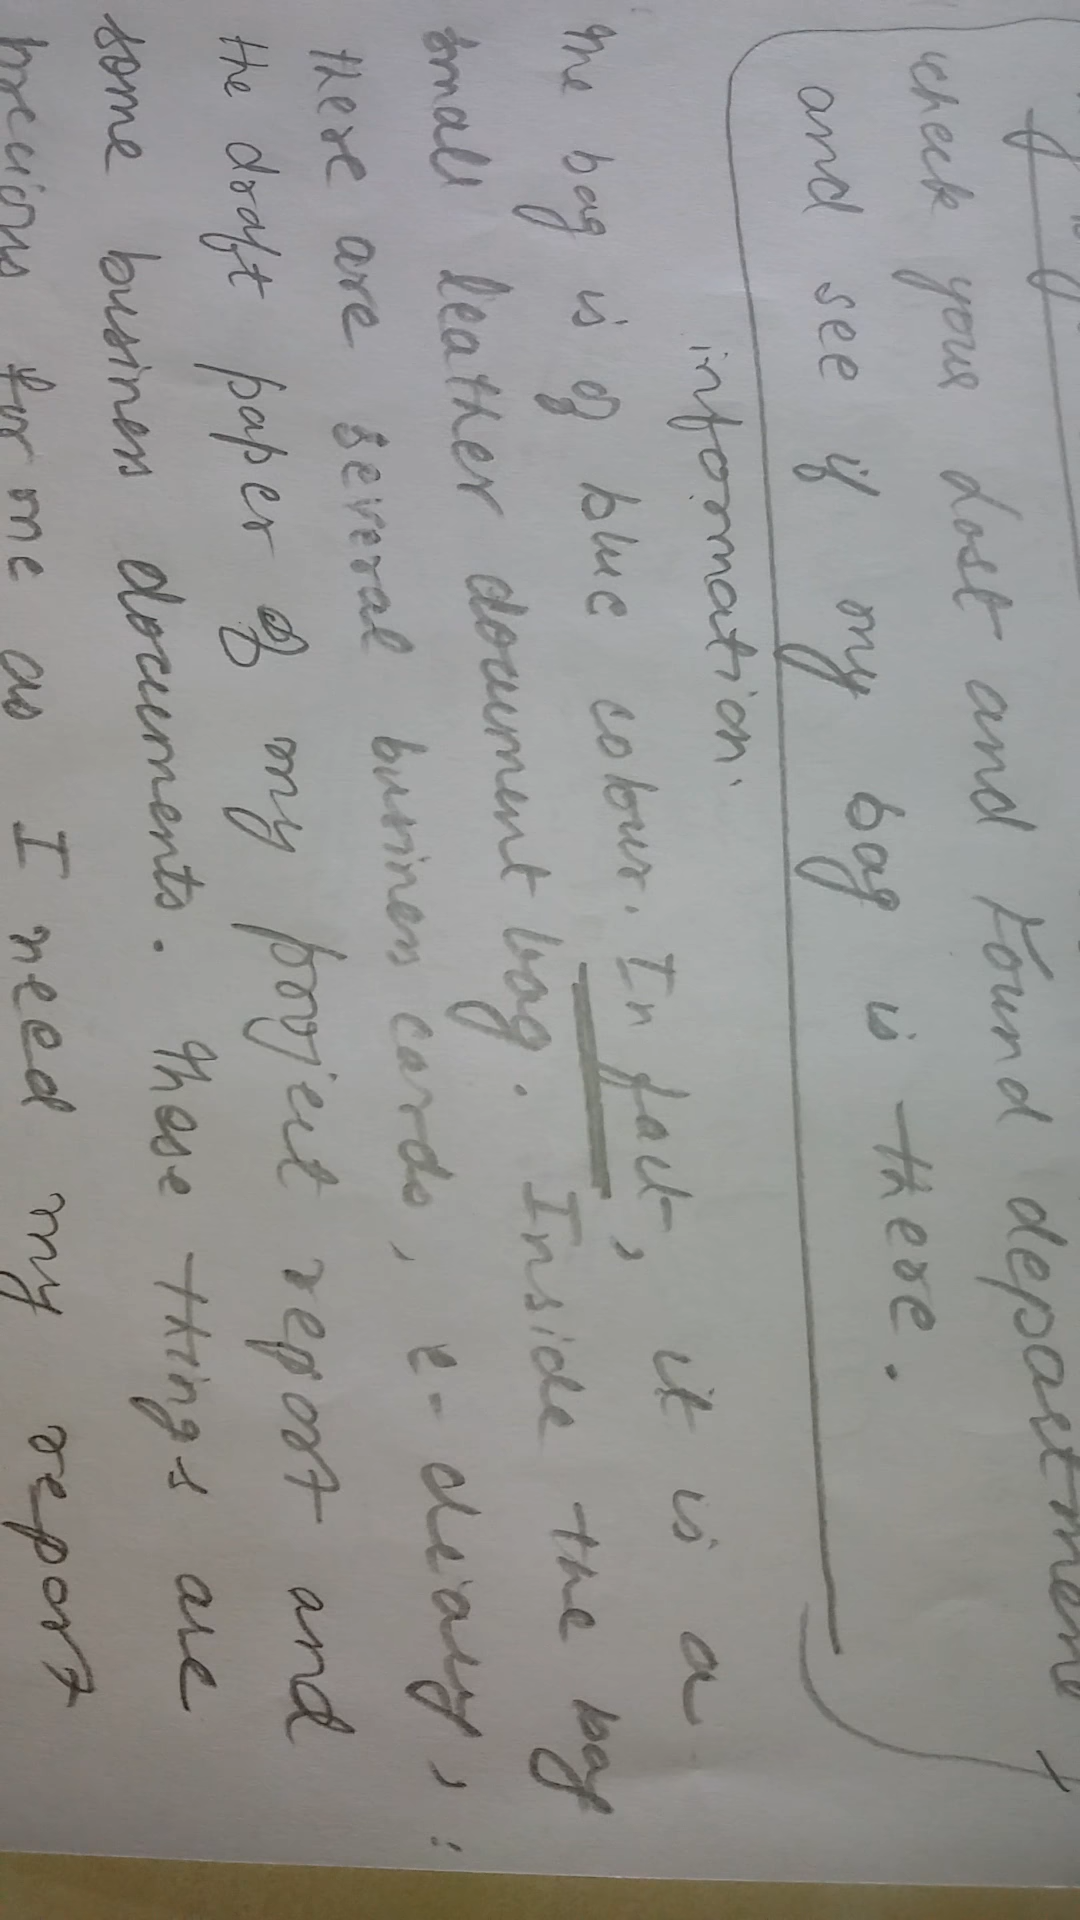 check your Lost and Found department
and see if my bag is there.
information.
The bag is of blue colour. In fact, it is a
small leather document bag. Inside the bag
there are several business cards, e-deiary,
the draft paper of my project report and
some business documents. These things are
precious for me as I need my report